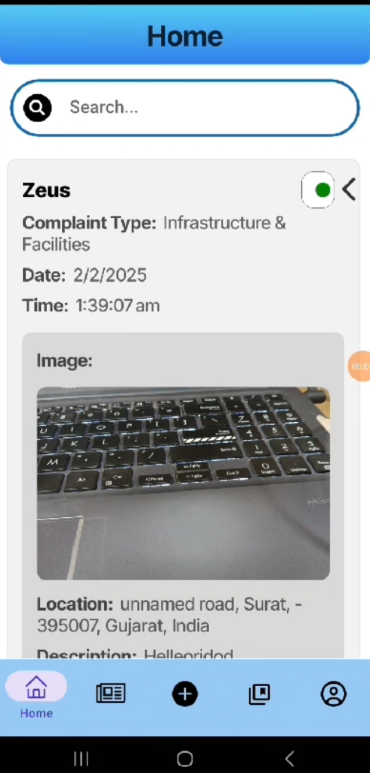 Home
Search...
Zeus
Complaint Type: Infrastructure &
Facilities
Date: 2/2/2025
Time: 1:39:07 am
Image:
Location: unnamed road, Surat, -
395007, Gujarat, India
Description: Helleoridod
Home